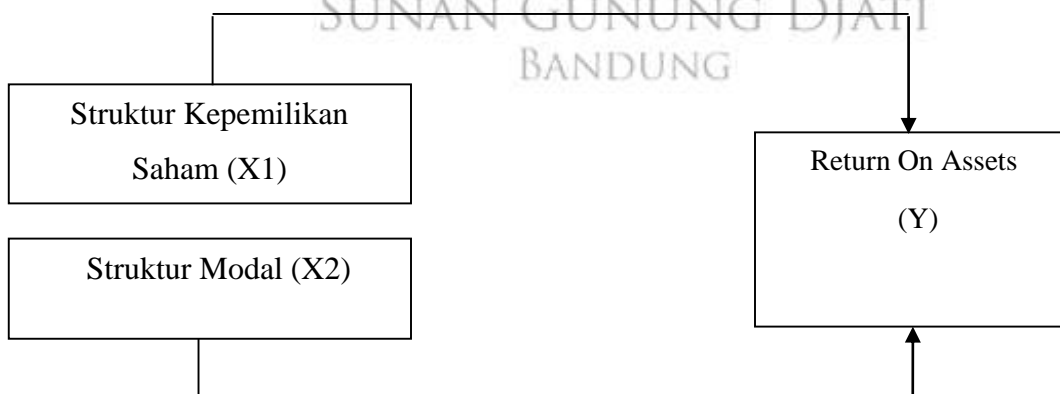 SUNAN GUNUNG DJATI
BANDUNG
Struktur Kepemilikan
Saham (X1)
Return On Assets
(Y)
Struktur Modal (X2)